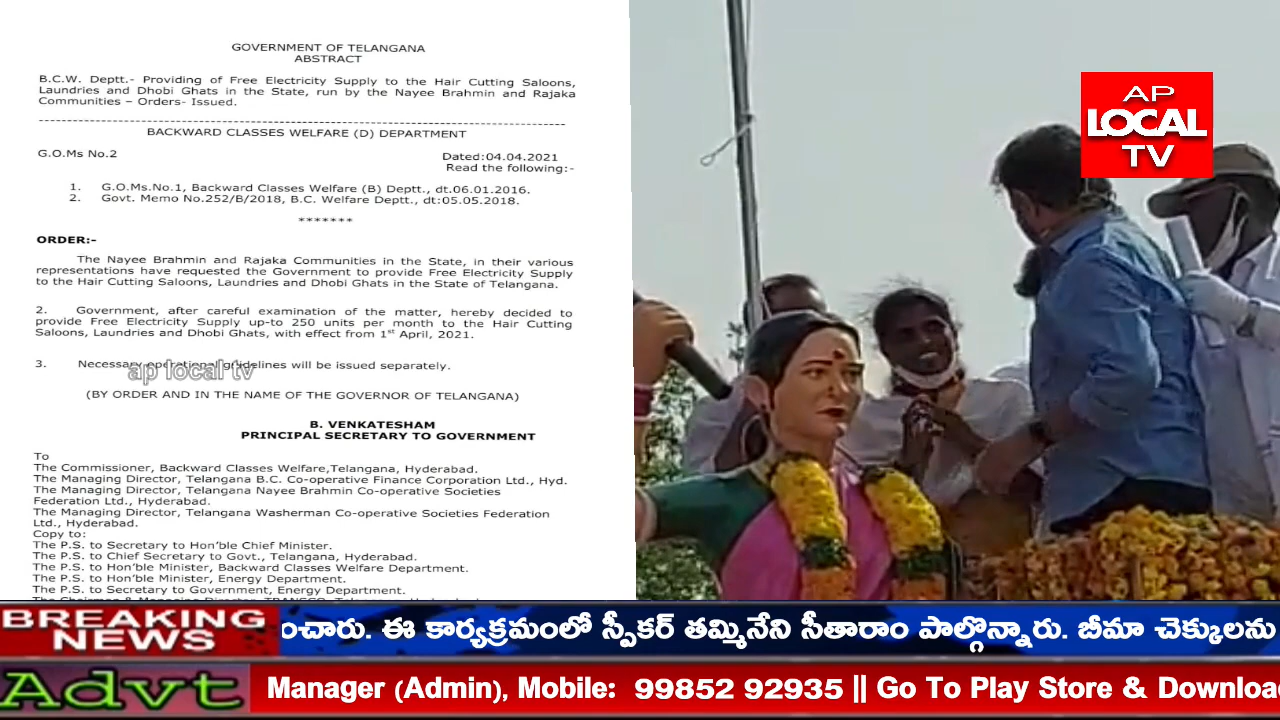 GOVERNMENT OF TELANGANA
ABSTRACT
B.C.W. Deptt.- Providing of Free Electricity Supply to the Hair Cutting Saloons,
Laundries and Dhobi Ghats in the State, run by the Nayee Brahmin and Rajaka
Communities – Orders- Issued.
BACKWARD CLASSES WELFARE (D) DEPARTMENT
G.O.Ms No.2
Dated:04.04.2021
Read the following:-
1. G.O.Ms.No.1, Backward Classes Welfare (B) Deptt., dt.06.01.2016.
2. Govt. Memo No.252/B/2018, B.C. Welfare Deptt., dt:05.05.2018.
*******
ORDER:-
The Nayee Brahmin and Rajaka Communities in the State, in their various
representations have requested the Government to provide Free Electricity Supply
to the Hair Cutting Saloons, Laundries and Dhobi Ghats in the State of Telangana.
2. Government, after careful examination of the matter, hereby decided to
provide Free Electricity Supply up-to 250 units per month to the Hair Cutting
Saloons, Laundries and Dhobi Ghats, with effect from 1st April, 2021.
3. Necessary operational guidelines will be issued separately.
ap local tv
(BY ORDER AND IN THE NAME OF THE GOVERNOR OF TELANGANA)
B. VENKATESHAM
PRINCIPAL SECRETARY TO GOVERNMENT
To
The Commissioner, Backward Classes Welfare,Telangana, Hyderabad.
The Managing Director, Telangana B.C. Co-operative Finance Corporation Ltd., Hyd.
The Managing Director, Telangana Nayee Brahmin Co-operative Societies
Federation Ltd., Hyderabad.
The Managing Director, Telangana Washerman Co-operative Societies Federation
Ltd., Hyderabad.
Copy to:
The P.S. to Secretary to Hon'ble Chief Minister.
The P.S. to Chief Secretary to Govt., Telangana, Hyderabad.
The P.S. to Hon'ble Minister, Backward Classes Welfare Department.
The P.S. to Hon'ble Minister, Energy Department.
The P.S. to Secretary to Government, Energy Department.
AP
LOCAL
TV
BREAKING
NEWS
ంచారు. ఈ కార్యక్రమంలో స్పీకర్ తమ్మినేని సీతారాం పాల్గొన్నారు. బీమా చెక్కులను
Advt
Manager (Admin), Mobile: 99852 92935 || Go To Play Store & Download